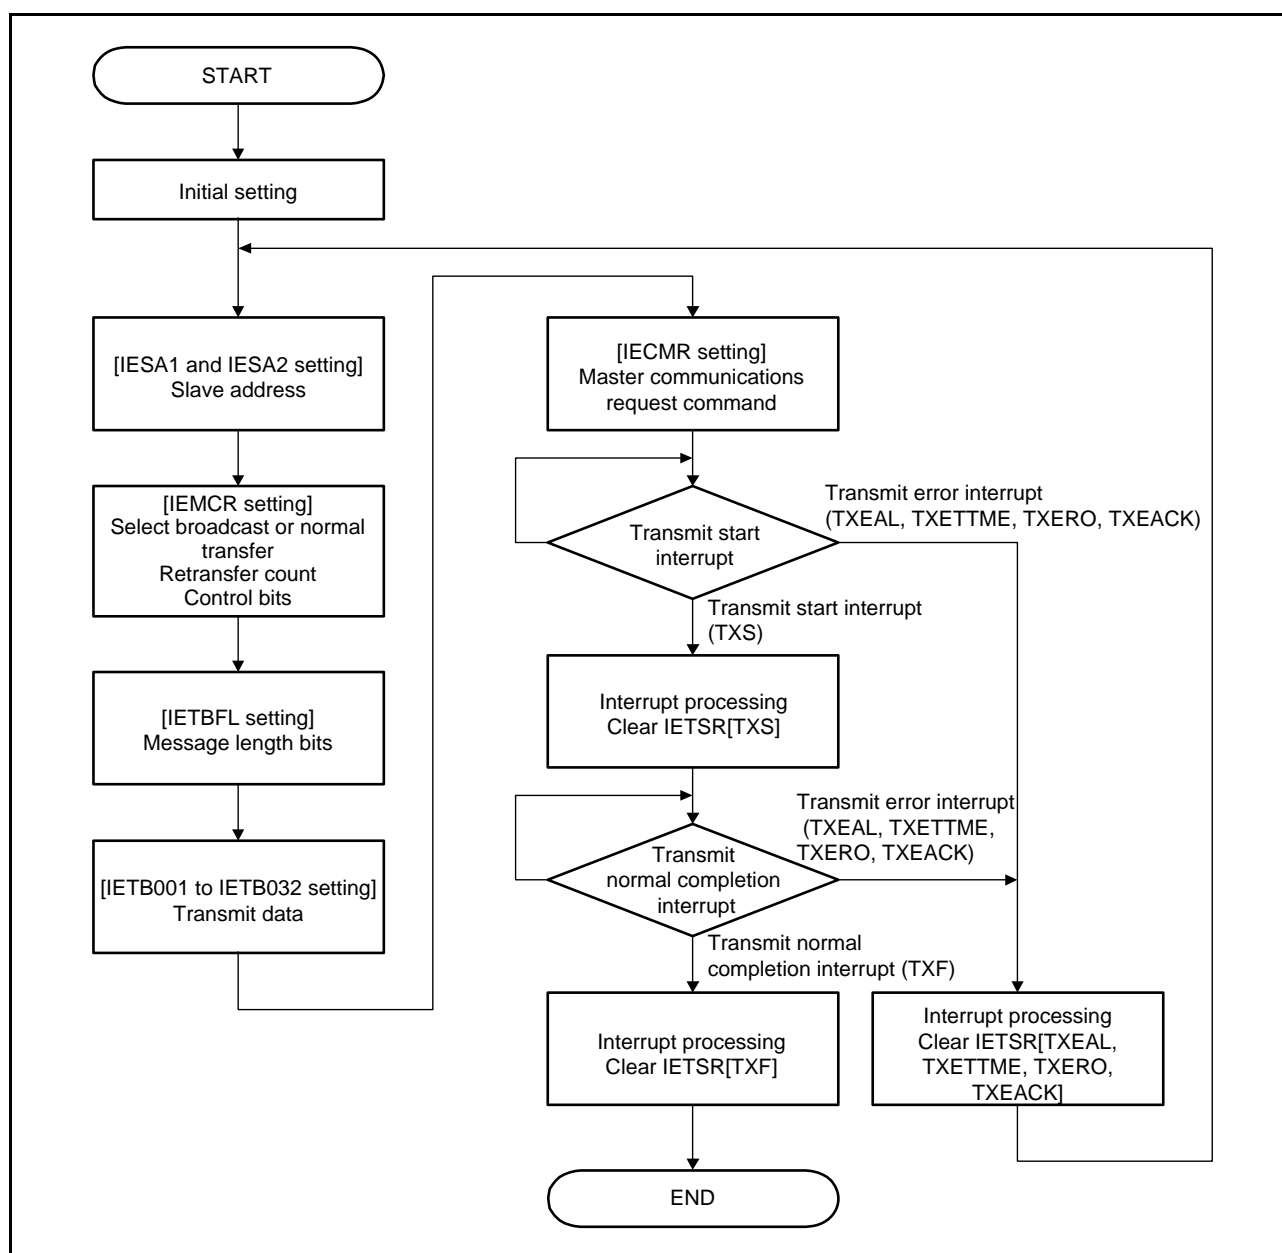 START
Initial setting
[IESA1 and IESA2 setting]
Slave address
[IEMCR setting]
Select broadcast or normal
transfer
Retransfer count
Control bits
[IETBFL setting]
Message length bits
[IETB001 to IETB032 setting]
Transmit data
[IECMR setting]
Master communications
request command
Transmit start
interrupt
Transmit error interrupt
(TXEAL, TXETTME, TXERO, TXEACK)
Transmit start interrupt
(TXS)
Interrupt processing
Clear IETSR[TXS]
Transmit
normal completion
interrupt
Transmit error interrupt
(TXEAL, TXETTME,
TXERO, TXEACK)
Transmit normal
completion interrupt (TXF)
Interrupt processing
Clear IETSR[TXF]
Interrupt processing
Clear IETSR[TXEAL,
TXETTME, TXERO,
TXEACK]
END